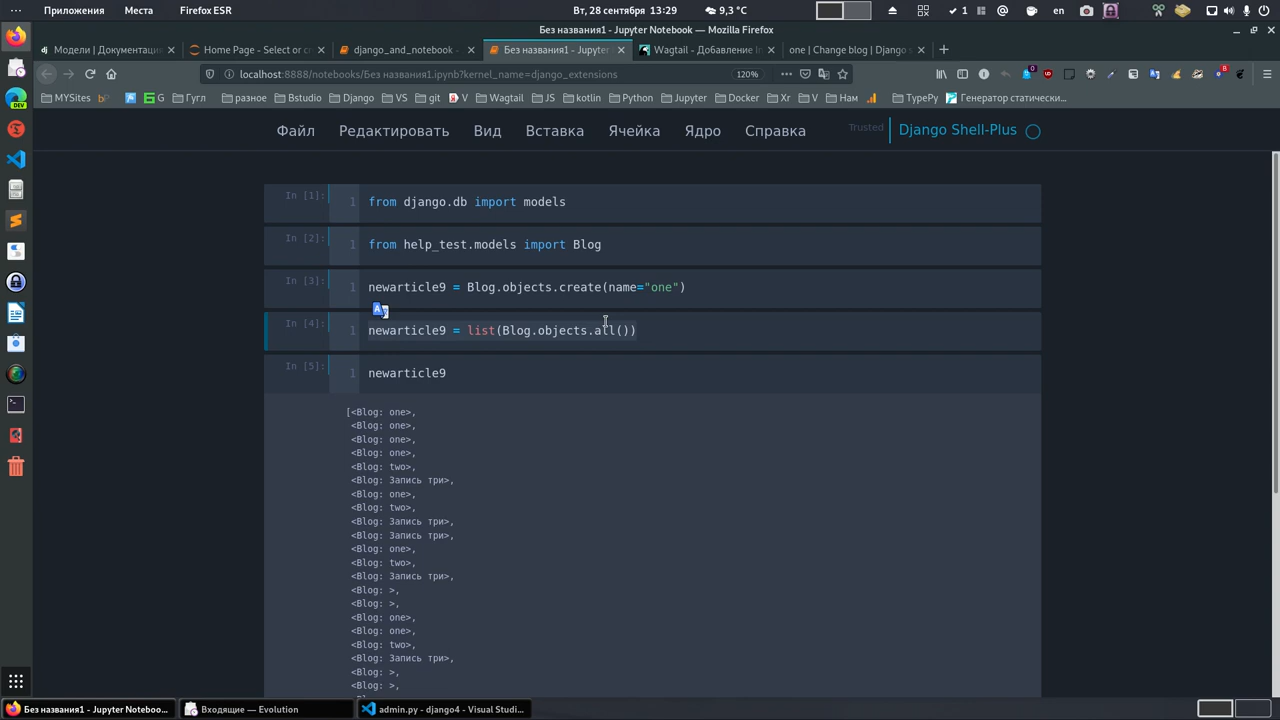 Приложения Места Firefox ESR Вт, 28 сентября 13:29 9,3 °C 1 en
Без названия1 - Jupyter Notebook — Mozilla Firefox
dj Модели | Документаци Home Page - Select or cr django_and_notebook - Без названия1 - Jupyter Wagtail - Добавление In one | Change blog | Django
localhost:8888/notebooks/Без названия1.ipynb?kernel_name=django_extensions 120%
MYSites G Гугл разное Bstudio Django VS git V Wagtail JS kotlin Python Jupyter Docker Xr V Нам TypePy Генератор статически...
Файл Редактировать Вид Вставка Ячейка Ядро Справка Trusted Django Shell-Plus
In [1]: 1 from django.db import models
In [2]: 1 from help_test.models import Blog
In [3]: 1 newarticle9 = Blog.objects.create(name="one")
In [4]: 1 newarticle9 = list(Blog.objects.all())
In [5]: 1 newarticle9
[<Blog: one>,
<Blog: one>,
<Blog: one>,
<Blog: one>,
<Blog: two>,
<Blog: Запись три>,
<Blog: one>,
<Blog: two>,
<Blog: Запись три>,
<Blog: Запись три>,
<Blog: one>,
<Blog: two>,
<Blog: Запись три>,
<Blog: >,
<Blog: >,
<Blog: one>,
<Blog: one>,
<Blog: two>,
<Blog: Запись три>,
<Blog: >,
<Blog: >,
Без названия1 - Jupyter Noteboo... Входящие — Evolution admin.py - django4 - Visual Studi...